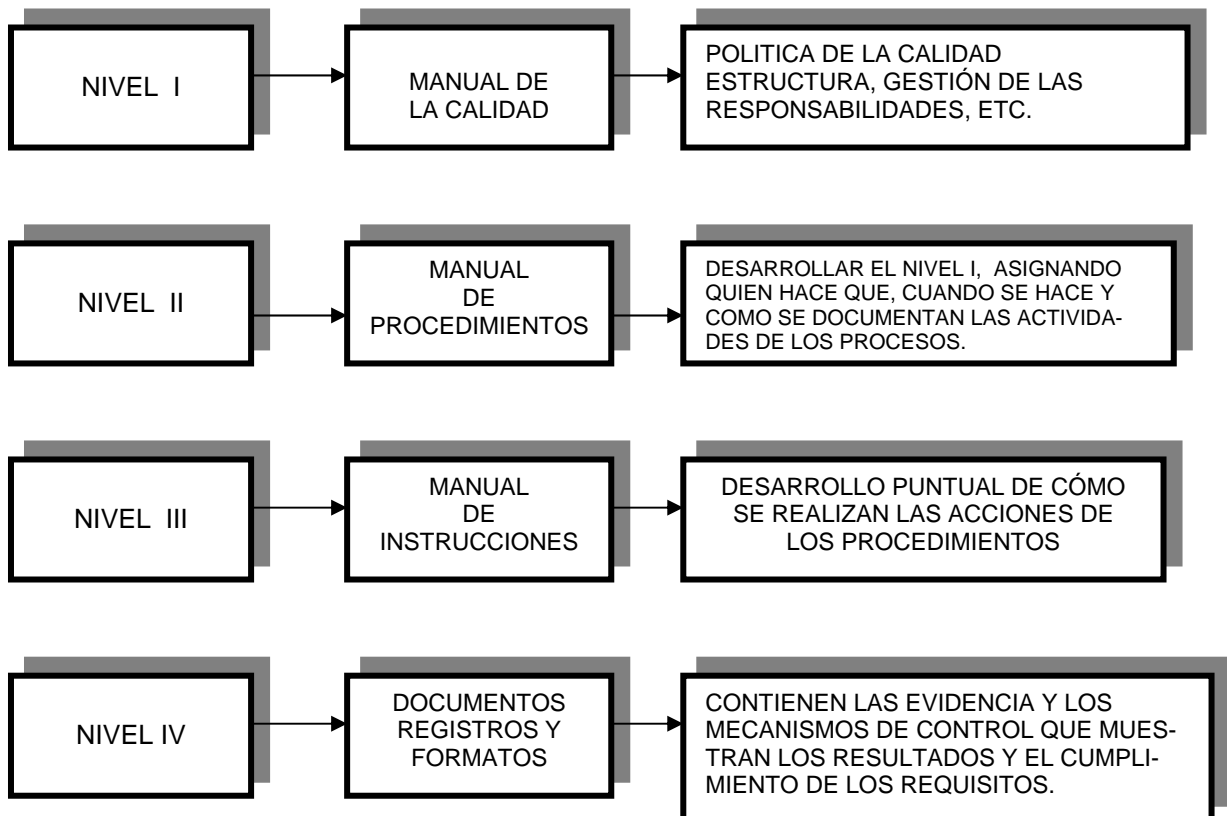 NIVEL I
MANUAL DE
LA CALIDAD
POLITICA DE LA CALIDAD
ESTRUCTURA, GESTIÓN DE LAS
RESPONSABILIDADES, ETC.
NIVEL II
MANUAL
DE
PROCEDIMIENTOS
DESARROLLAR EL NIVEL I, ASIGNANDO
QUIEN HACE QUE, CUANDO SE HACE Y
COMO SE DOCUMENTAN LAS ACTIVIDA-
DES DE LOS PROCESOS.
NIVEL III
MANUAL
DE
INSTRUCCIONES
DESARROLLO PUNTUAL DE CÓMO
SE REALIZAN LAS ACCIONES DE
LOS PROCEDIMIENTOS
NIVEL IV
DOCUMENTOS
REGISTROS Y
FORMATOS
CONTIENEN LAS EVIDENCIA Y LOS
MECANISMOS DE CONTROL QUE MUES-
TRAN LOS RESULTADOS Y EL CUMPLI-
MIENTO DE LOS REQUISITOS.